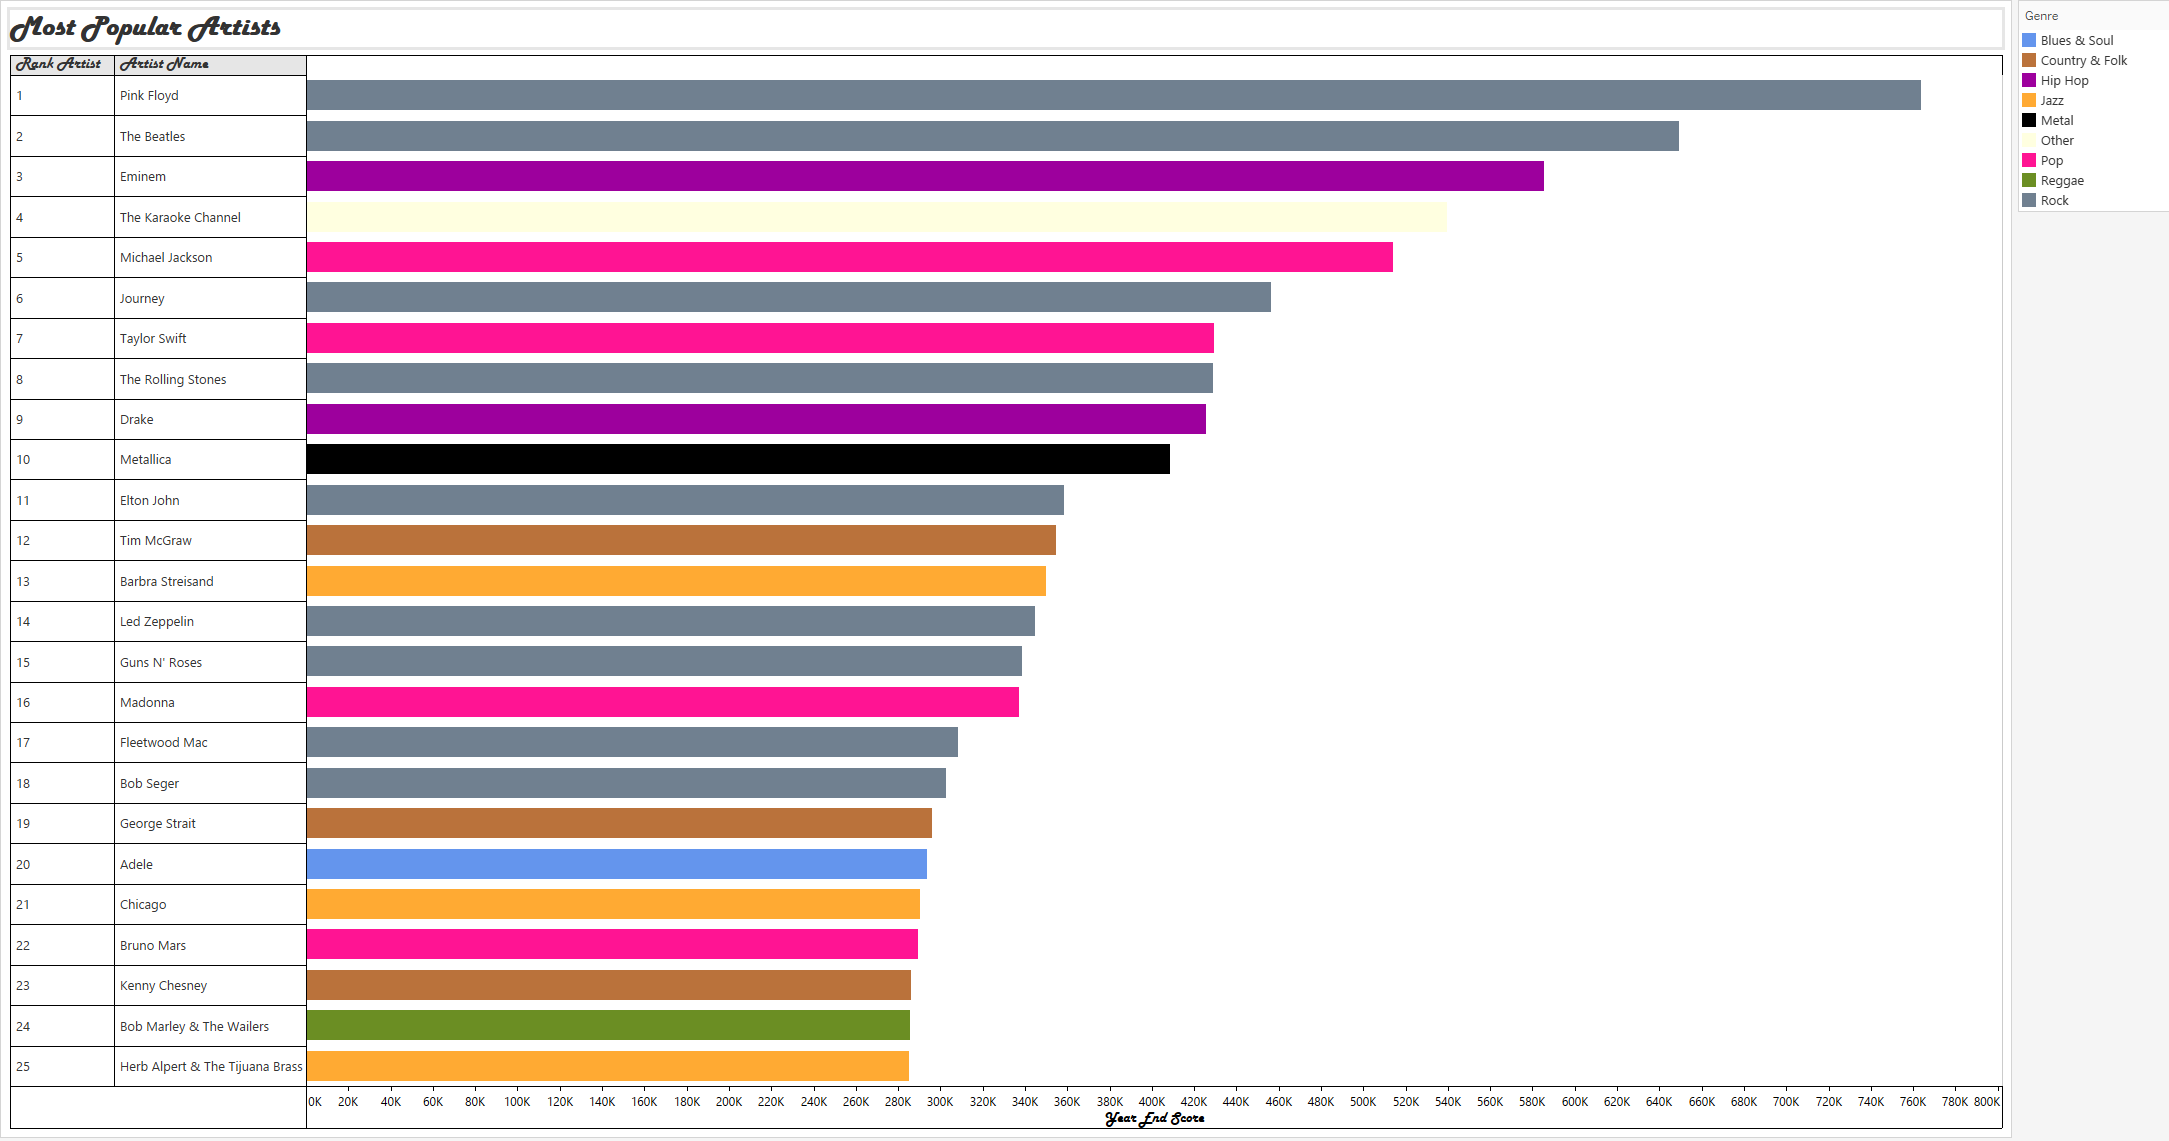 Most Popular Artists
Genre
Blues & Soul
Country & Folk
Hip Hop
Jazz
Metal
Other
Pop
Reggae
Rock
Rank Artist Artist Name
1 Pink Floyd
2 The Beatles
3 Eminem
4 The Karaoke Channel
5 Michael Jackson
6 Journey
7 Taylor Swift
8 The Rolling Stones
9 Drake
10 Metallica
11 Elton John
12 Tim McGraw
13 Barbra Streisand
14 Led Zeppelin
15 Guns N' Roses
16 Madonna
17 Fleetwood Mac
18 Bob Seger
19 George Strait
20 Adele
21 Chicago
22 Bruno Mars
23 Kenny Chesney
24 Bob Marley & The Wailers
25 Herb Alpert & The Tijuana Brass
0K 20K 40K 60K 80K 100K 120K 140K 160K 180K 200K 220K 240K 260K 280K 300K 320K 340K 360K 380K 400K 420K 440K 460K 480K 500K 520K 540K 560K 580K 600K 620K 640K 660K 680K 700K 720K 740K 760K 780K 800K
Year End Score